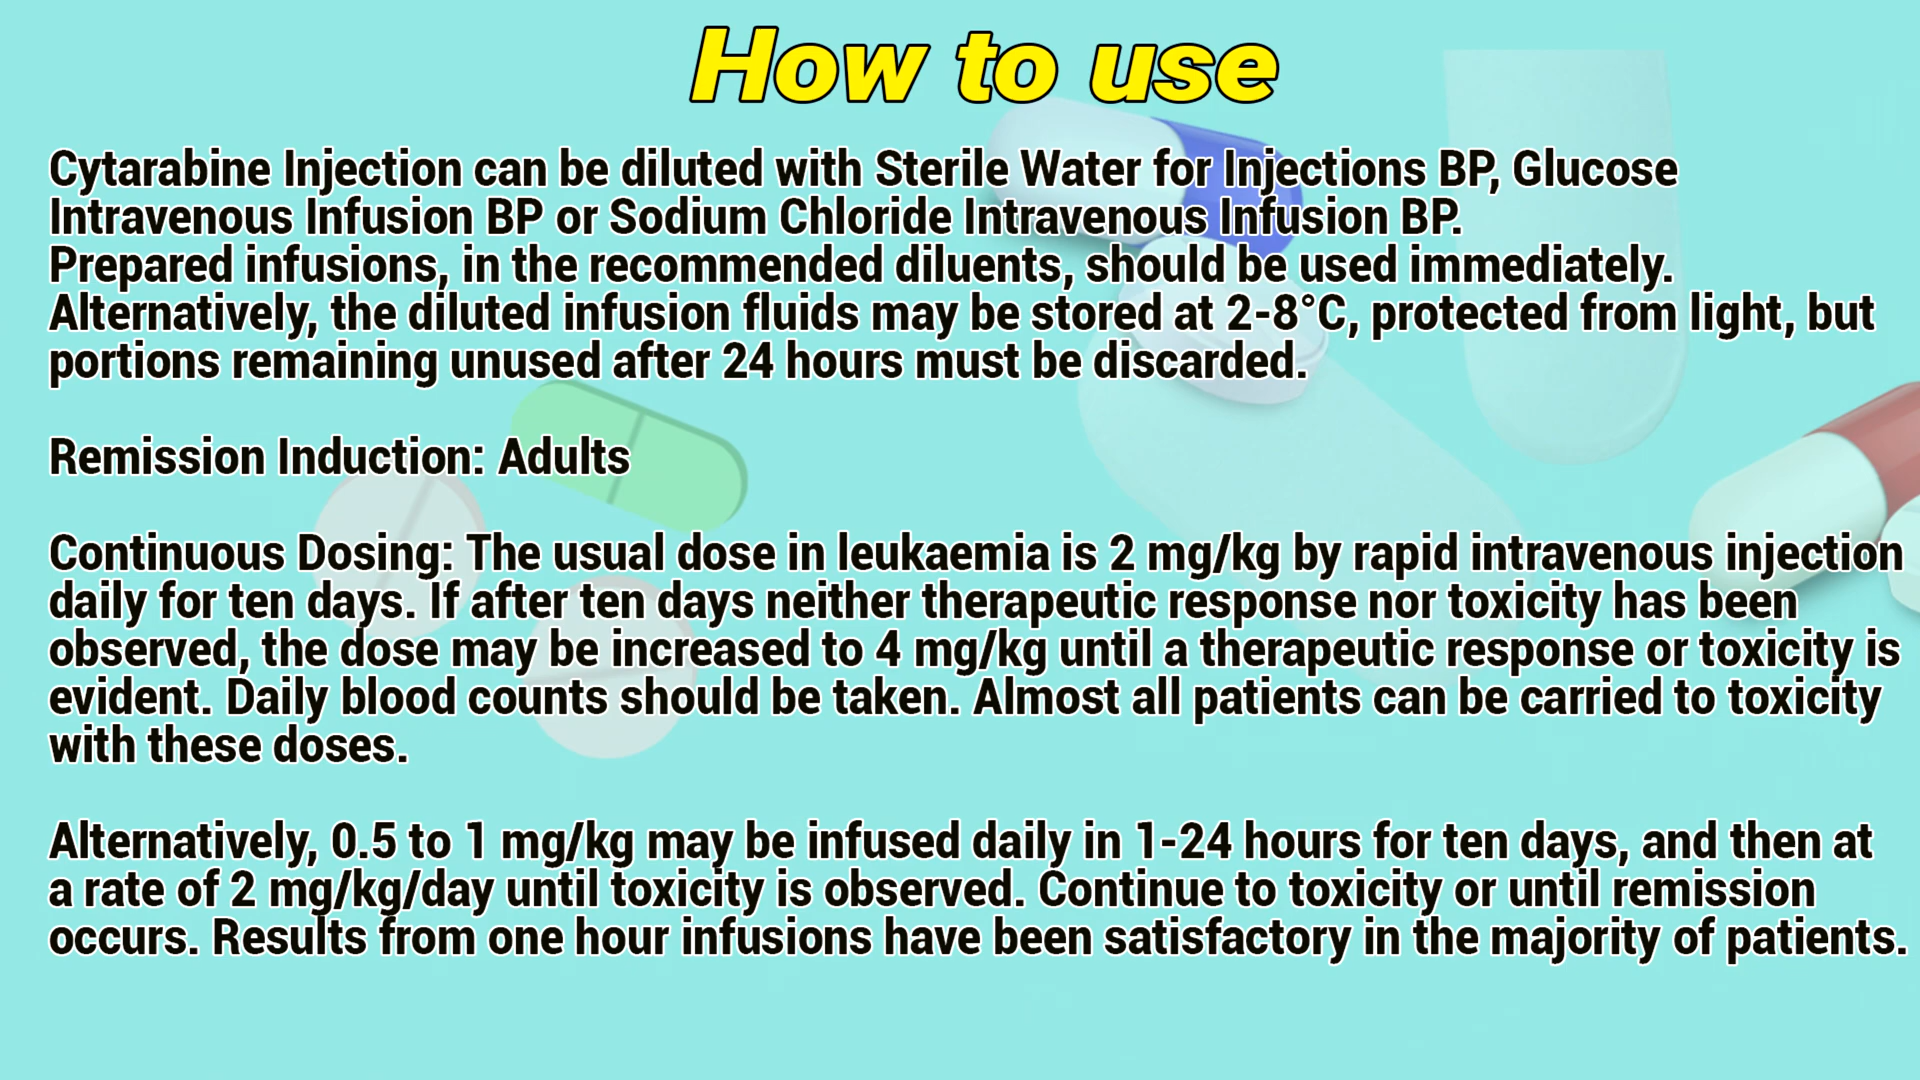 How to use
Cytarabine Injection can be diluted with Sterile Water for Injections BP, Glucose
Intravenous Infusion BP or Sodium Chloride Intravenous Infusion BP.
Prepared infusions, in the recommended diluents, should be used immediately.
Alternatively, the diluted infusion fluids may be stored at 2-8°C, protected from light, but
portions remaining unused after 24 hours must be discarded.
Remission Induction: Adults
Continuous Dosing: The usual dose in leukaemia is 2 mg/kg by rapid intravenous injection
daily for ten days. If after ten days neither therapeutic response nor toxicity has been
observed, the dose may be increased to 4 mg/kg until a therapeutic response or toxicity is
evident. Daily blood counts should be taken. Almost all patients can be carried to toxicity
with these doses.
Alternatively, 0.5 to 1 mg/kg may be infused daily in 1-24 hours for ten days, and then at
a rate of 2 mg/kg/day until toxicity is observed. Continue to toxicity or until remission
occurs. Results from one hour infusions have been satisfactory in the majority of patients.